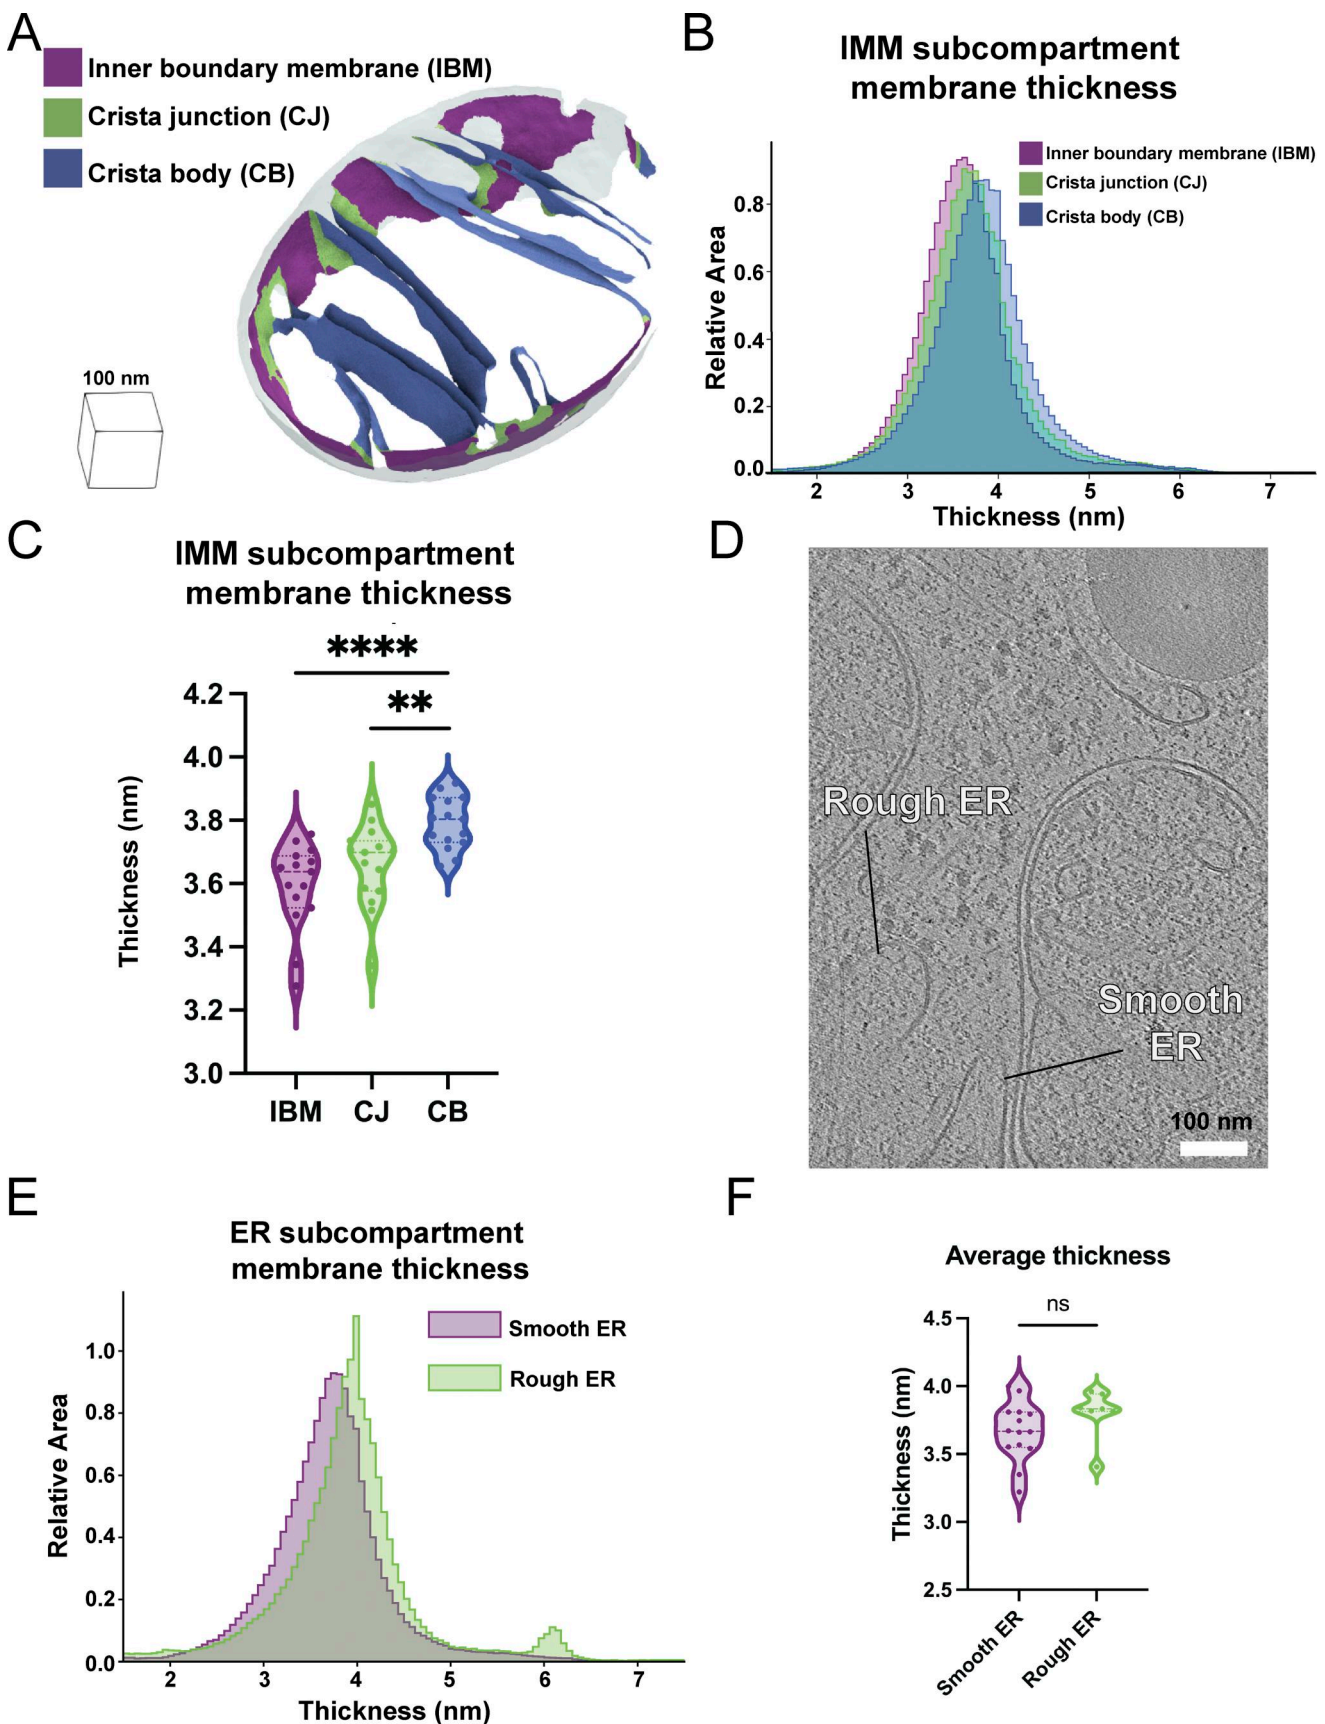 A
Inner boundary membrane (IBM)
Crista junction (CJ)
Crista body (CB)
100 nm
B
IMM subcompartment
membrane thickness
Inner boundary membrane (IBM)
Crista junction (CJ)
Crista body (CB)
Relative Area
0.8
0.6
0.4
0.2
0.0
2 3 4 5 6 7
Thickness (nm)
C
IMM subcompartment
membrane thickness
****
**
Thickness (nm)
4.2
4.0
3.8
3.6
3.4
3.2
3.0
IBM CJ CB
D
Rough ER
Smooth
ER
100 nm
E
ER subcompartment
membrane thickness
Smooth ER
Rough ER
Relative Area
1.0
0.8
0.6
0.4
0.2
0.0
2 3 4 5 6 7
Thickness (nm)
F
Average thickness
ns
Thickness (nm)
4.5
4.0
3.5
3.0
2.5
Smooth ER
Rough ER